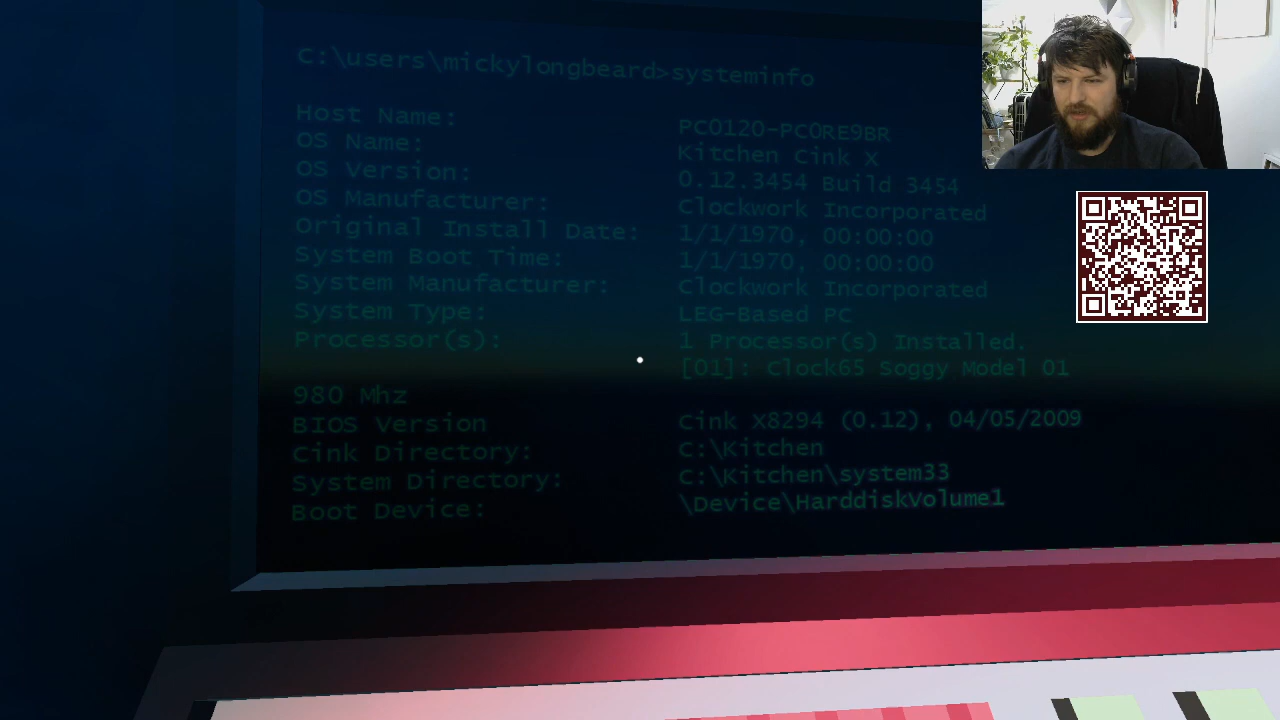 C:\users\mickylongbeard>systeminfo
Host Name: PC0120-PC0RE9BR
OS Name: Kitchen Cink X
OS Version: 0.12.3454 Build 3454
OS Manufacturer: Clockwork Incorporated
Original Install Date: 1/1/1970, 00:00:00
System Boot Time: 1/1/1970, 00:00:00
System Manufacturer: Clockwork Incorporated
System Type: LEG-Based PC
Processor(s): 1 Processor(s) Installed.
[01]: Clock65 Soggy Model 01
980 Mhz
BIOS Version Cink X8294 (0.12), 04/05/2009
Cink Directory: C:\Kitchen
System Directory: C:\Kitchen\system33
Boot Device: \Device\HarddiskVolume1